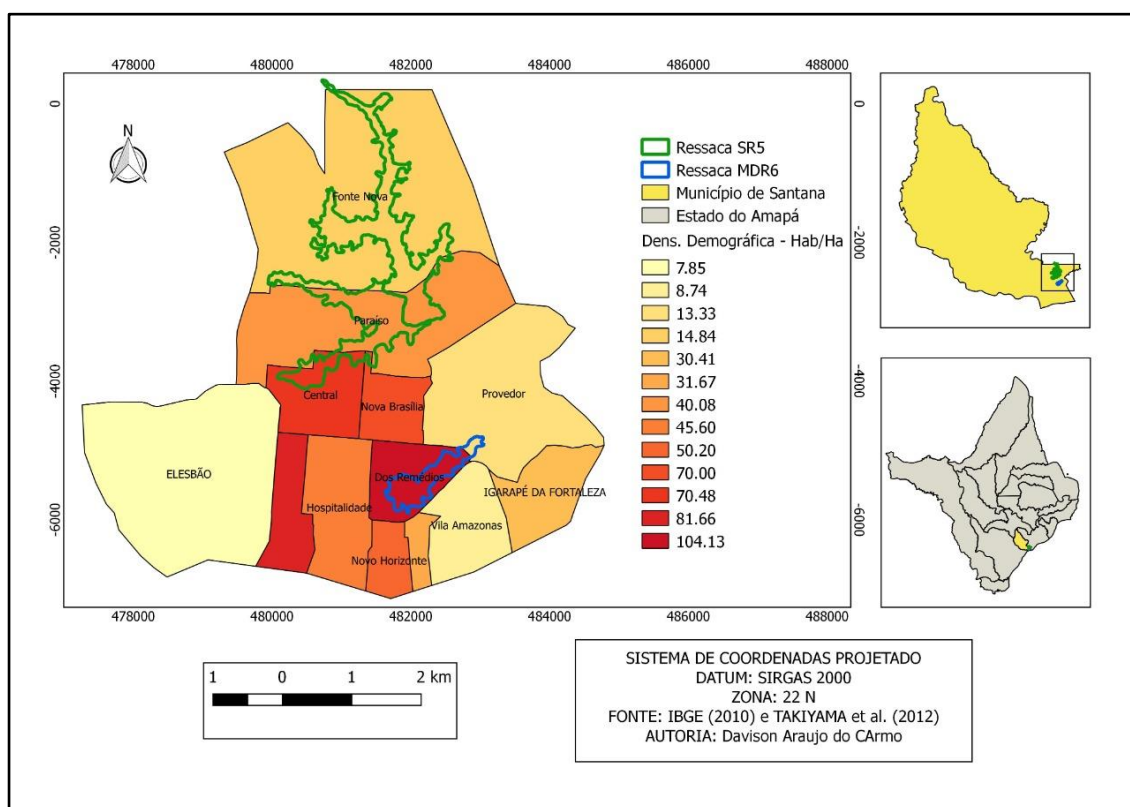 478000 480000 482000 484000 486000 488000
0
-2000
-4000
-6000
N
Fonte Nova
Paraíso
Central
Nova Brasília
Provedor
ELESBÃO
Dos Remédios
IGARAPÉ DA FORTALEZA
Hospitalidade
Vila Amazonas
Novo Horizonte
Ressaca SR5
Ressaca MDR6
Município de Santana
Estado do Amapá
Dens. Demográfica - Hab/Ha
7.85
8.74
13.33
14.84
30.41
31.67
40.08
45.60
50.20
70.00
70.48
81.66
104.13
0
-2000
-4000
-6000
478000 480000 482000 484000 486000 488000
1 0 1 2 km
SISTEMA DE COORDENADAS PROJETADO
DATUM: SIRGAS 2000
ZONA: 22 N
FONTE: IBGE (2010) e TAKIYAMA et al. (2012)
AUTORIA: Davison Araujo do CArmo